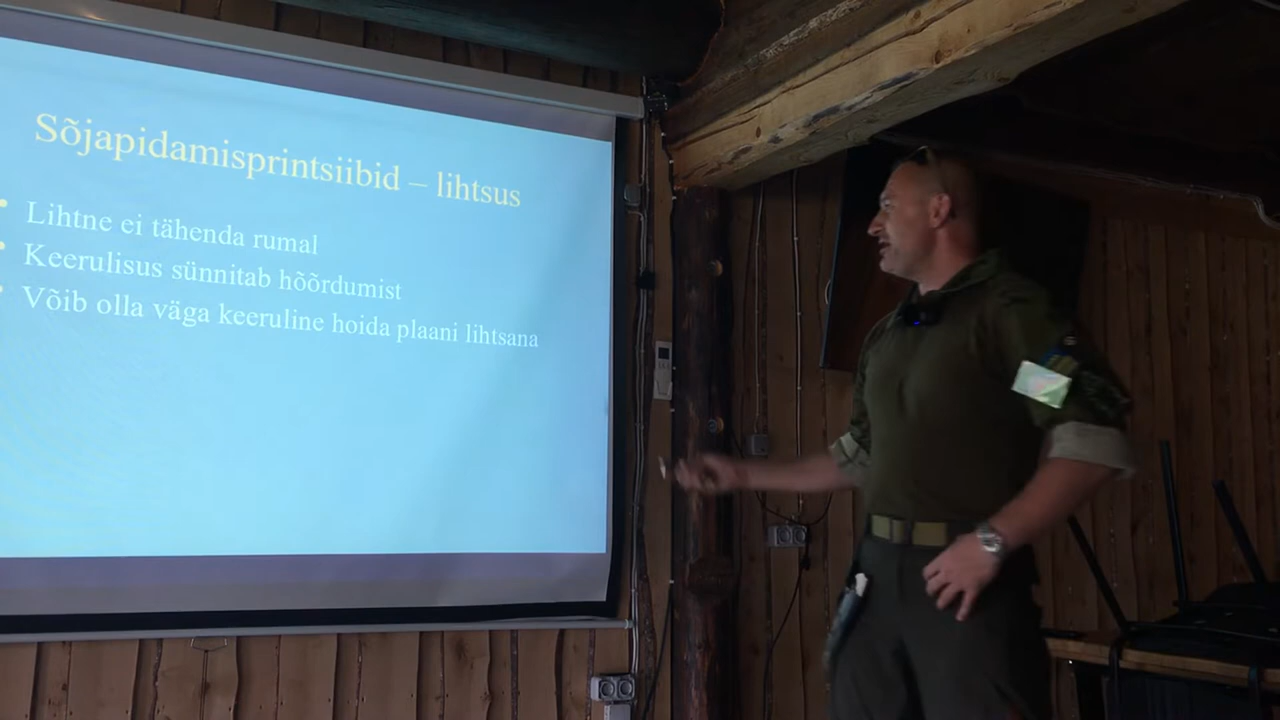 Sõjapidamisprintsiibid – lihtsus
Lihtne ei tähenda rumal
Keerulisus sünnitab hõõrdumist
Võib olla väga keeruline hoida plaani lihtsana